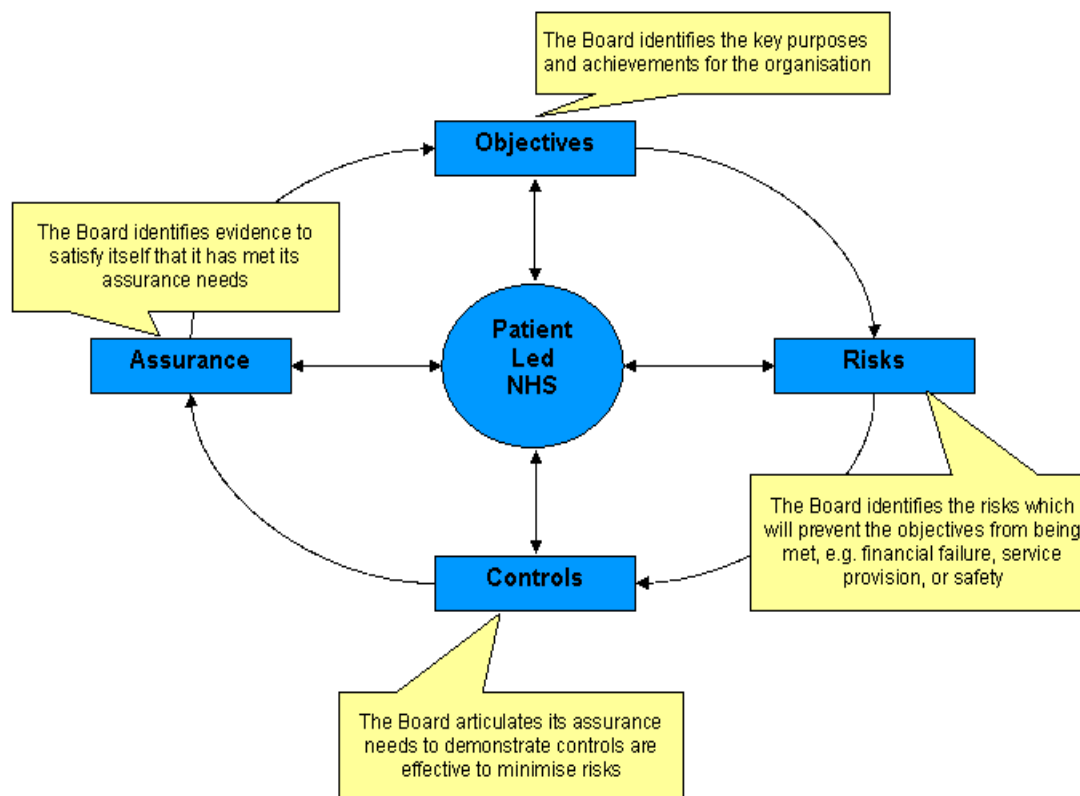 The Board identifies the key purposes
and achievements for the organisation
Objectives
The Board identifies evidence to
satisfy itself that it has met its
assurance needs
Patient
Led
NHS
Assurance
Risks
The Board identifies the risks which
will prevent the objectives from being
met, e.g. financial failure, service
provision, or safety
Controls
The Board articulates its assurance
needs to demonstrate controls are
effective to minimise risks